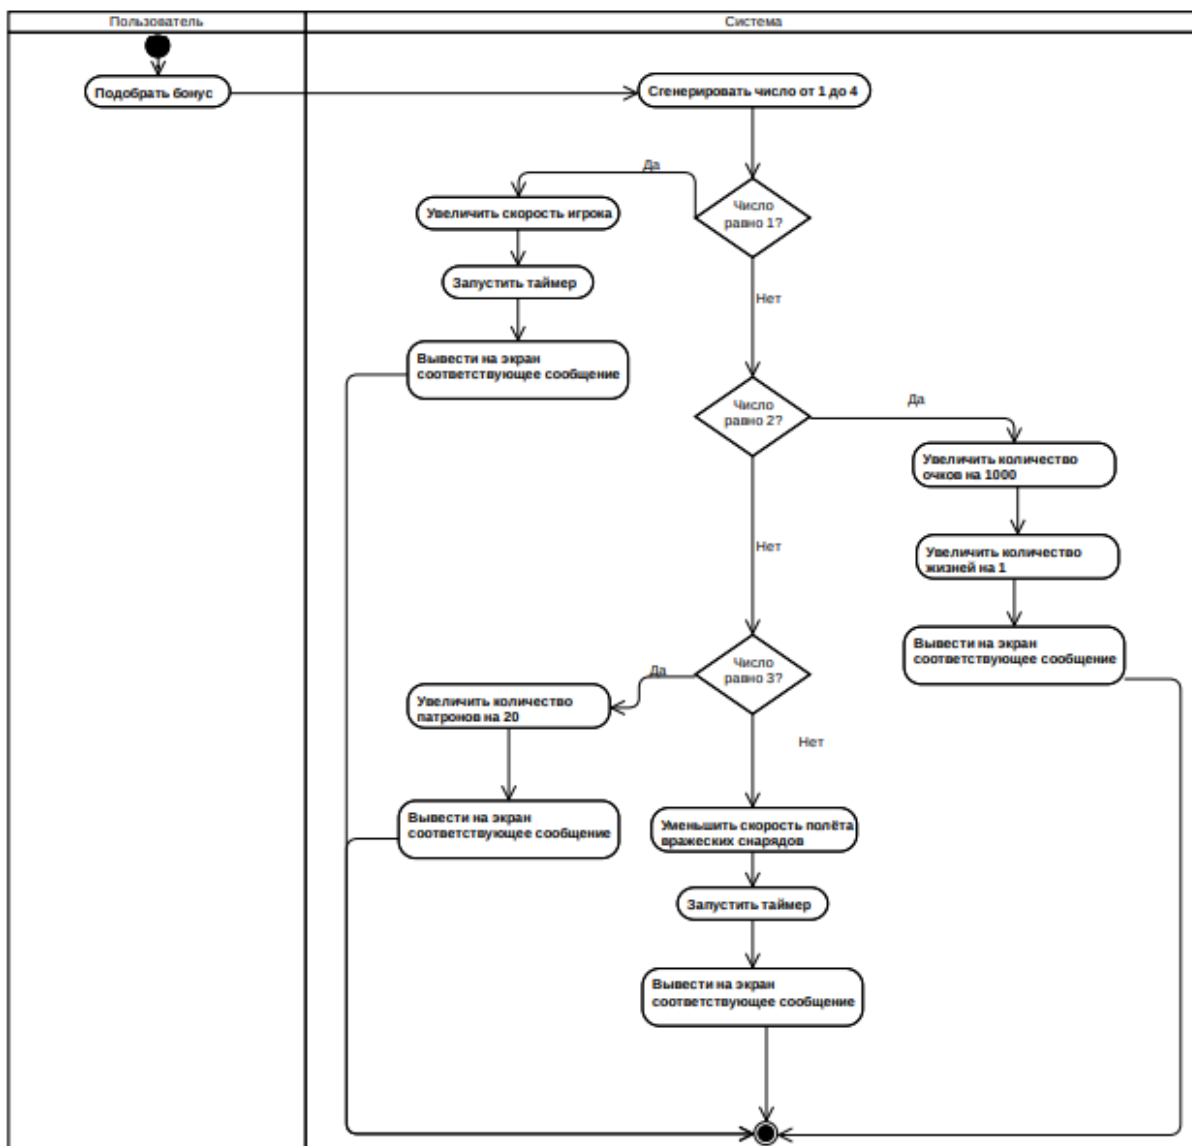 Пользователь
Система
Подобрать бонус
Сгенерировать число от 1 до 4
Да
Число
равно 1?
Увеличить скорость игрока
Запустить таймер
Нет
Вывести на экран
соответствующее сообщение
Число
равно 2?
Да
Увеличить количество
очков на 1000
Нет
Увеличить количество
жизней на 1
Вывести на экран
соответствующее сообщение
Число
равно 3?
Да
Увеличить количество
патронов на 20
Нет
Вывести на экран
соответствующее сообщение
Уменьшить скорость полёта
вражеских снарядов
Запустить таймер
Вывести на экран
соответствующее сообщение